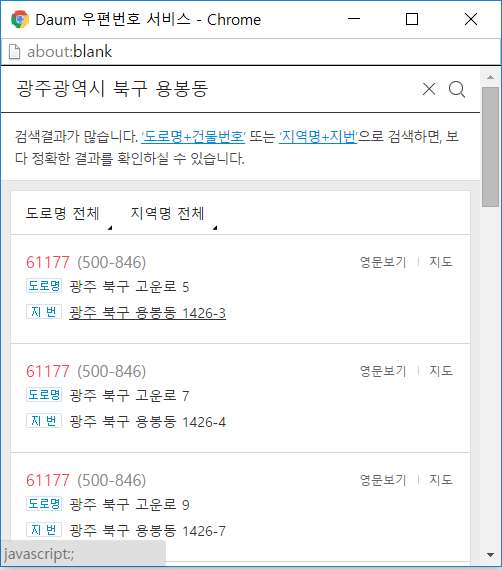 Daum 우편번호 서비스 - Chrome
about:blank
광주광역시 북구 용봉동
검색결과가 많습니다. '도로명+건물번호' 또는 '지역명+지번'으로 검색하면, 보
다 정확한 결과를 확인하실 수 있습니다.
도로명 전체 지역명 전체
61177 (500-846) 영문보기 지도
도로명 광주 북구 고운로 5
지 번 광주 북구 용봉동 1426-3
61177 (500-846) 영문보기 지도
도로명 광주 북구 고운로 7
지 번 광주 북구 용봉동 1426-4
61177 (500-846) 영문보기 지도
도로명 광주 북구 고운로 9
지 번 광주 북구 용봉동 1426-7
javascript:;